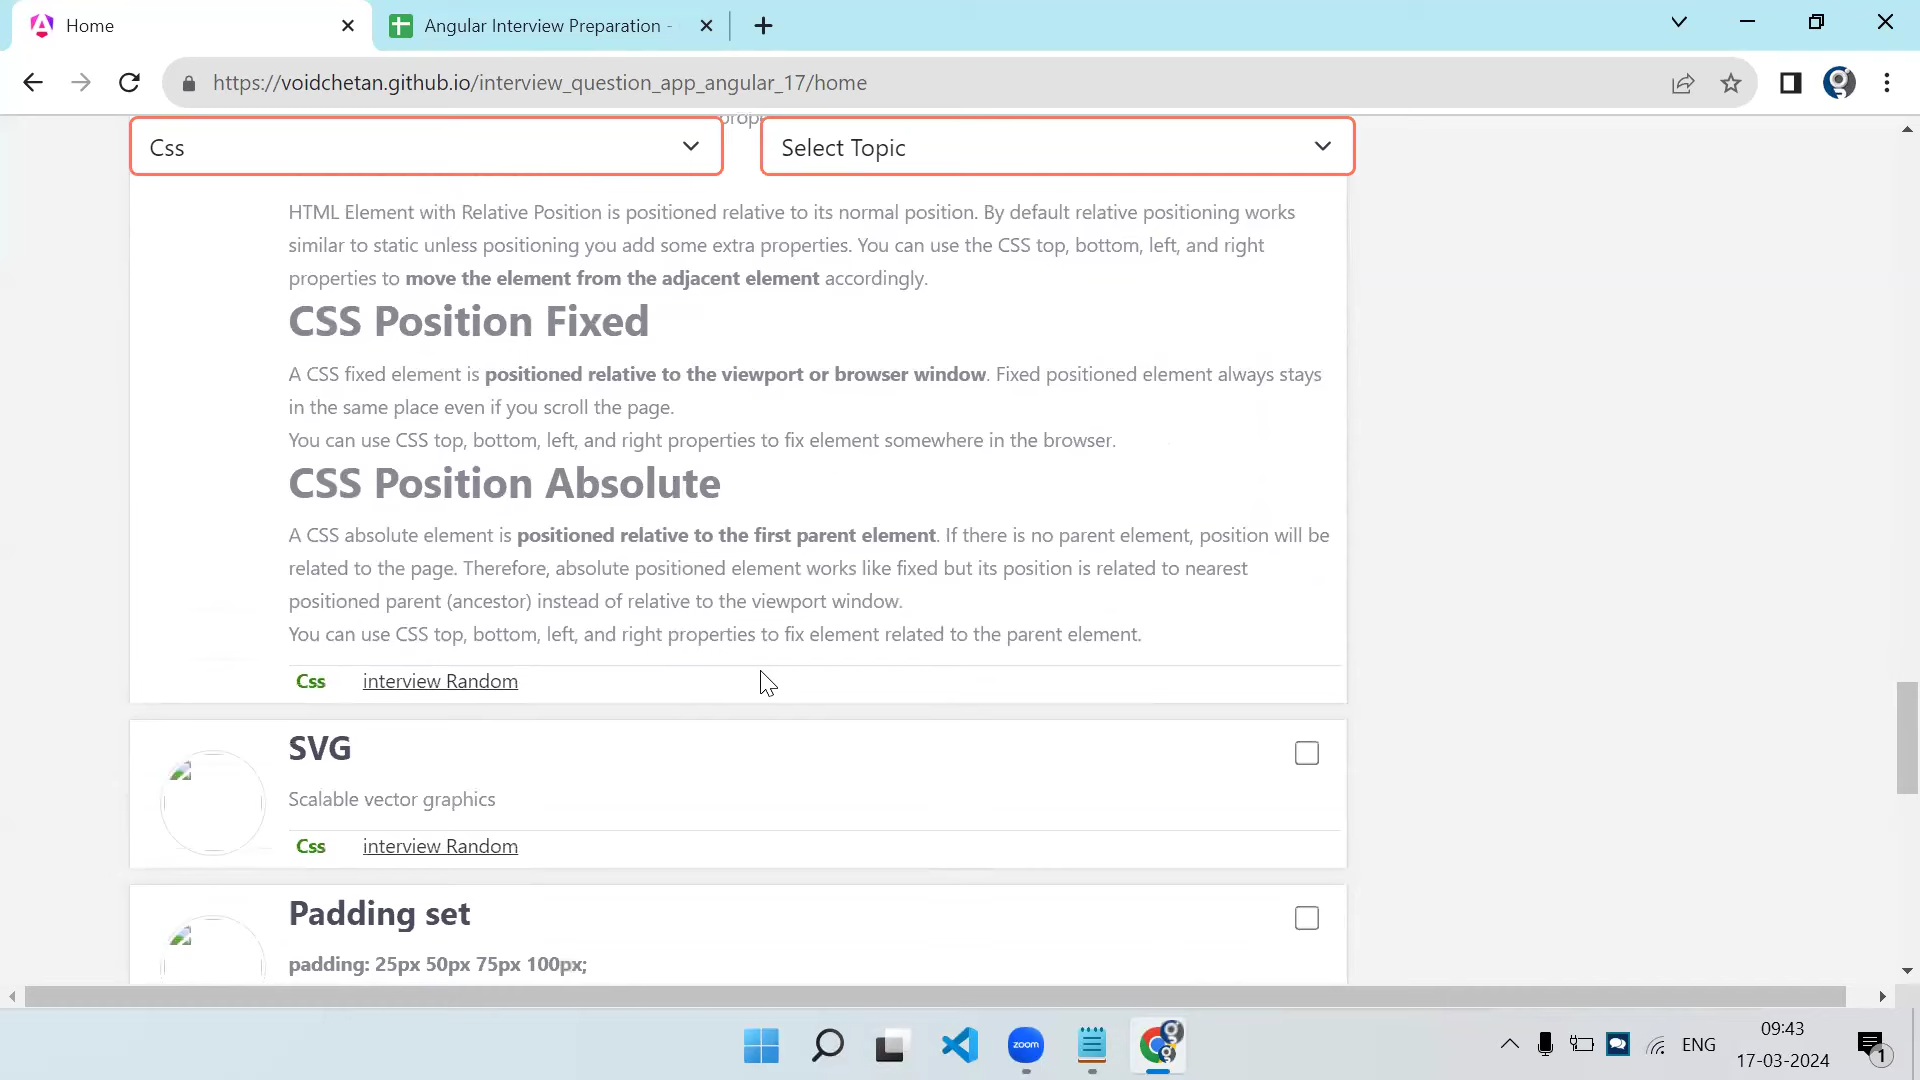 Home
Angular Interview Preparation -
https://voidchetan.github.io/interview_question_app_angular_17/home
prope
Css
Select Topic
HTML Element with Relative Position is positioned relative to its normal position. By default relative positioning works
similar to static unless positioning you add some extra properties. You can use the CSS top, bottom, left, and right
properties to move the element from the adjacent element accordingly.
CSS Position Fixed
A CSS fixed element is positioned relative to the viewport or browser window. Fixed positioned element always stays
in the same place even if you scroll the page.
You can use CSS top, bottom, left, and right properties to fix element somewhere in the browser.
CSS Position Absolute
A CSS absolute element is positioned relative to the first parent element. If there is no parent element, position will be
related to the page. Therefore, absolute positioned element works like fixed but its position is related to nearest
positioned parent (ancestor) instead of relative to the viewport window.
You can use CSS top, bottom, left, and right properties to fix element related to the parent element.
Css interview Random
SVG
Scalable vector graphics
Css interview Random
Padding set
padding: 25px 50px 75px 100px;
zoom
ENG
09:43
17-03-2024
1